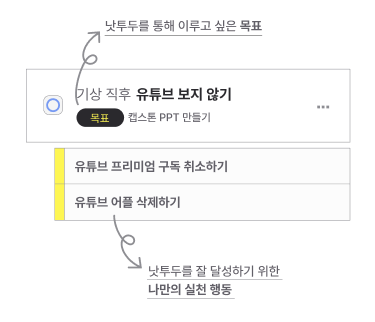 낫투두를 통해 이루고 싶은 목표
기상 직후 유튜브 보지 않기
목표 캡스톤 PPT 만들기
유튜브 프리미엄 구독 취소하기
유튜브 어플 삭제하기
낫투두를 잘 달성하기 위한
나만의 실천 행동